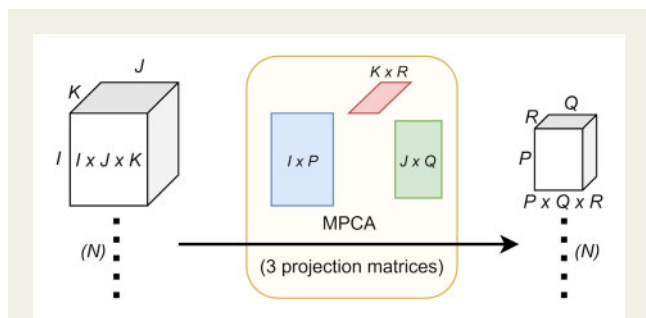 J
K
I
I x J x K
(N)
K x R
I x P
J x Q
MPCA
(3 projection matrices)
Q
R
P
P x Q x R
(N)